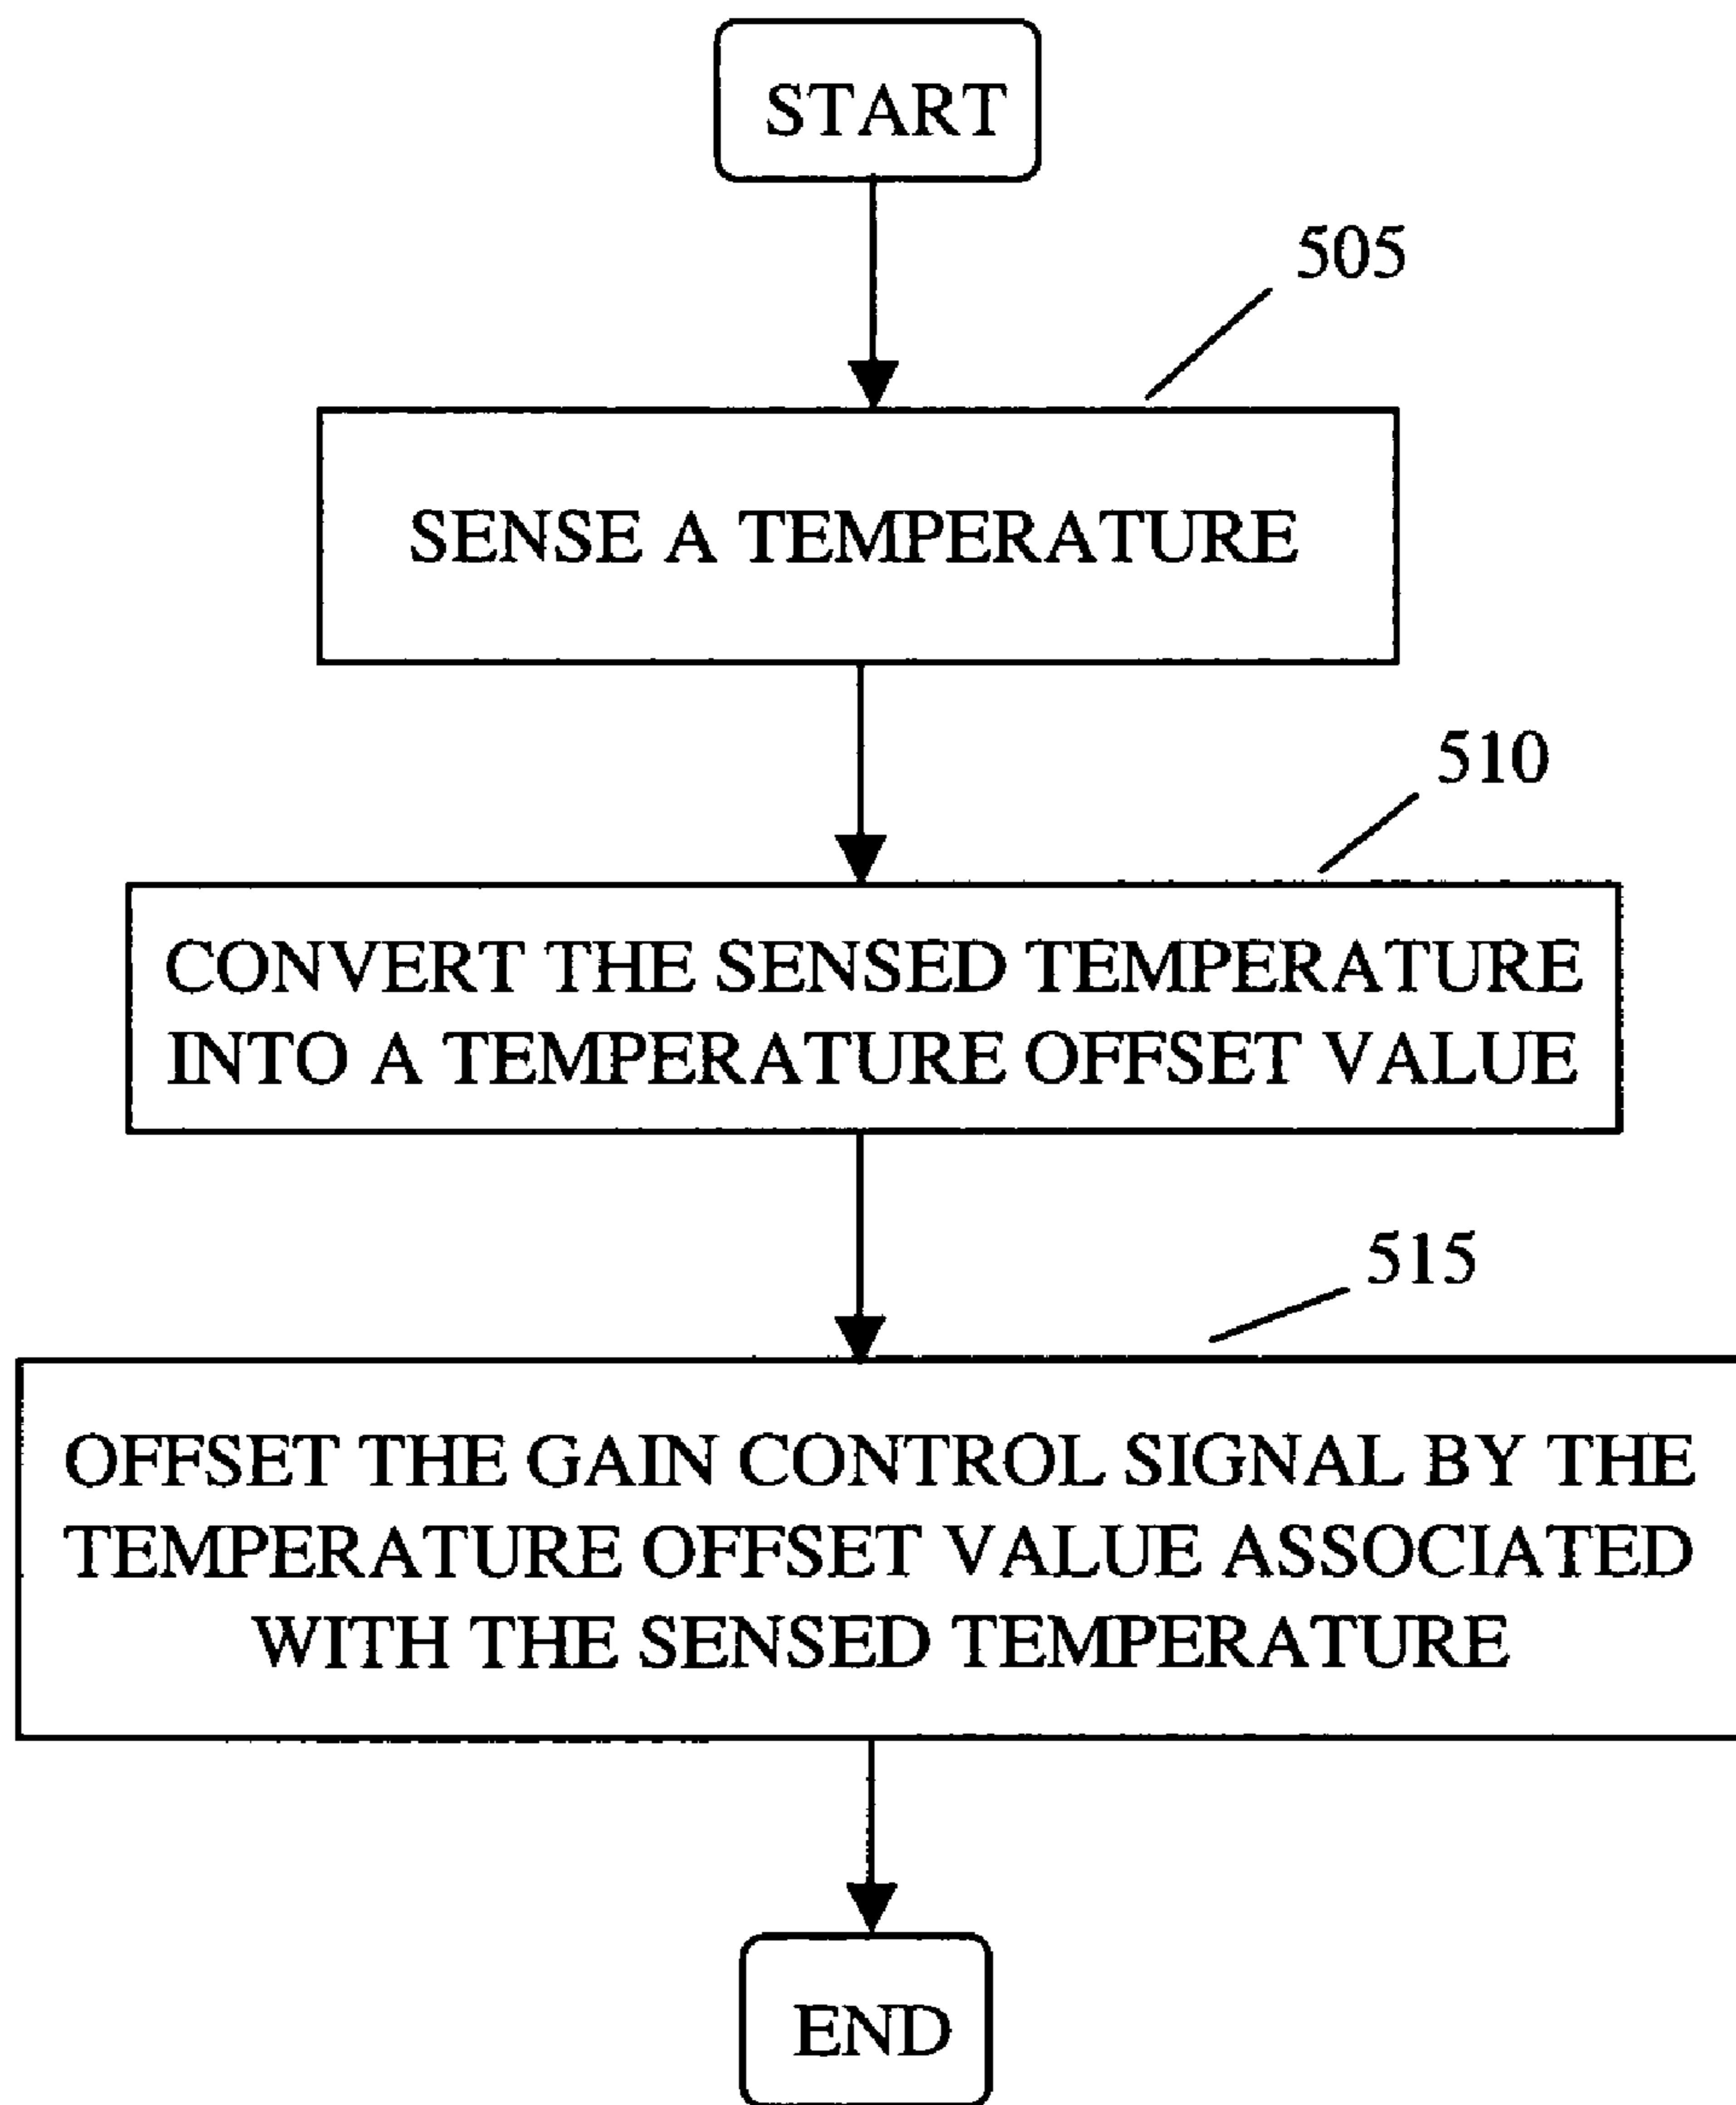 START
505
SENSE A TEMPERATURE
510
CONVERT THE SENSED TEMPERATURE
INTO A TEMPERATURE OFFSET VALUE
515
OFFSET THE GAIN CONTROL SIGNAL BY THE
TEMPERATURE OFFSET VALUE ASSOCIATED
WITH THE SENSED TEMPERATURE
END